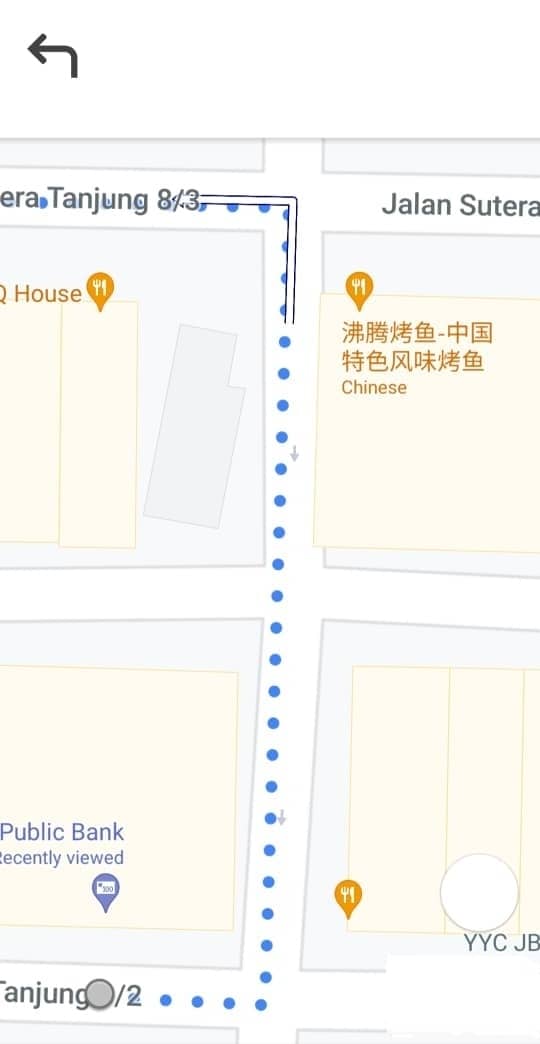 era Tanjung 8/3
Jalan Sutera
Q House
沸腾烤鱼-中国
特色风味烤鱼
Chinese
Public Bank
Recently viewed
YYC JB
Tanjung /2